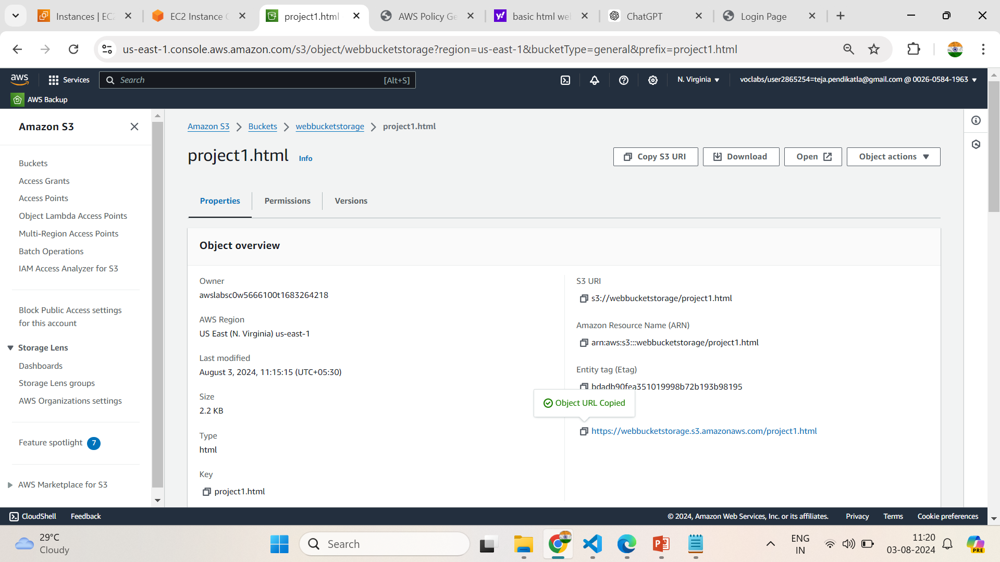 Instances | EC2
EC2 Instance C
project1.html
AWS Policy Ge
basic html wel
ChatGPT
Login Page
us-east-1.console.aws.amazon.com/s3/object/webbucketstorage?region=us-east-1&bucketType=general&prefix=project1.html
aws
Services
Search
[Alt+S]
N. Virginia
voclabs/user2865254=teja.pendikatla@gmail.com @ 0026-0584-1963
AWS Backup
Amazon S3
Buckets
Access Grants
Access Points
Object Lambda Access Points
Multi-Region Access Points
Batch Operations
IAM Access Analyzer for S3
Block Public Access settings
for this account
Storage Lens
Dashboards
Storage Lens groups
AWS Organizations settings
Feature spotlight 7
AWS Marketplace for S3
Amazon S3 > Buckets > webbucketstorage > project1.html
project1.html Info
Copy S3 URI
Download
Open
Object actions
Properties
Permissions
Versions
Object overview
Owner
awslabsc0w5666100t1683264218
AWS Region
US East (N. Virginia) us-east-1
Last modified
August 3, 2024, 11:15:15 (UTC+05:30)
Size
2.2 KB
Type
html
Key
project1.html
S3 URI
s3://webbucketstorage/project1.html
Amazon Resource Name (ARN)
arn:aws:s3:::webbucketstorage/project1.html
Entity tag (Etag)
bdadb90fea351019998b72b193b98195
Object URL Copied
https://webbucketstorage.s3.amazonaws.com/project1.html
CloudShell
Feedback
© 2024, Amazon Web Services, Inc. or its affiliates.
Privacy
Terms
Cookie preferences
29°C
Cloudy
Search
ENG
IN
11:20
03-08-2024
PRE